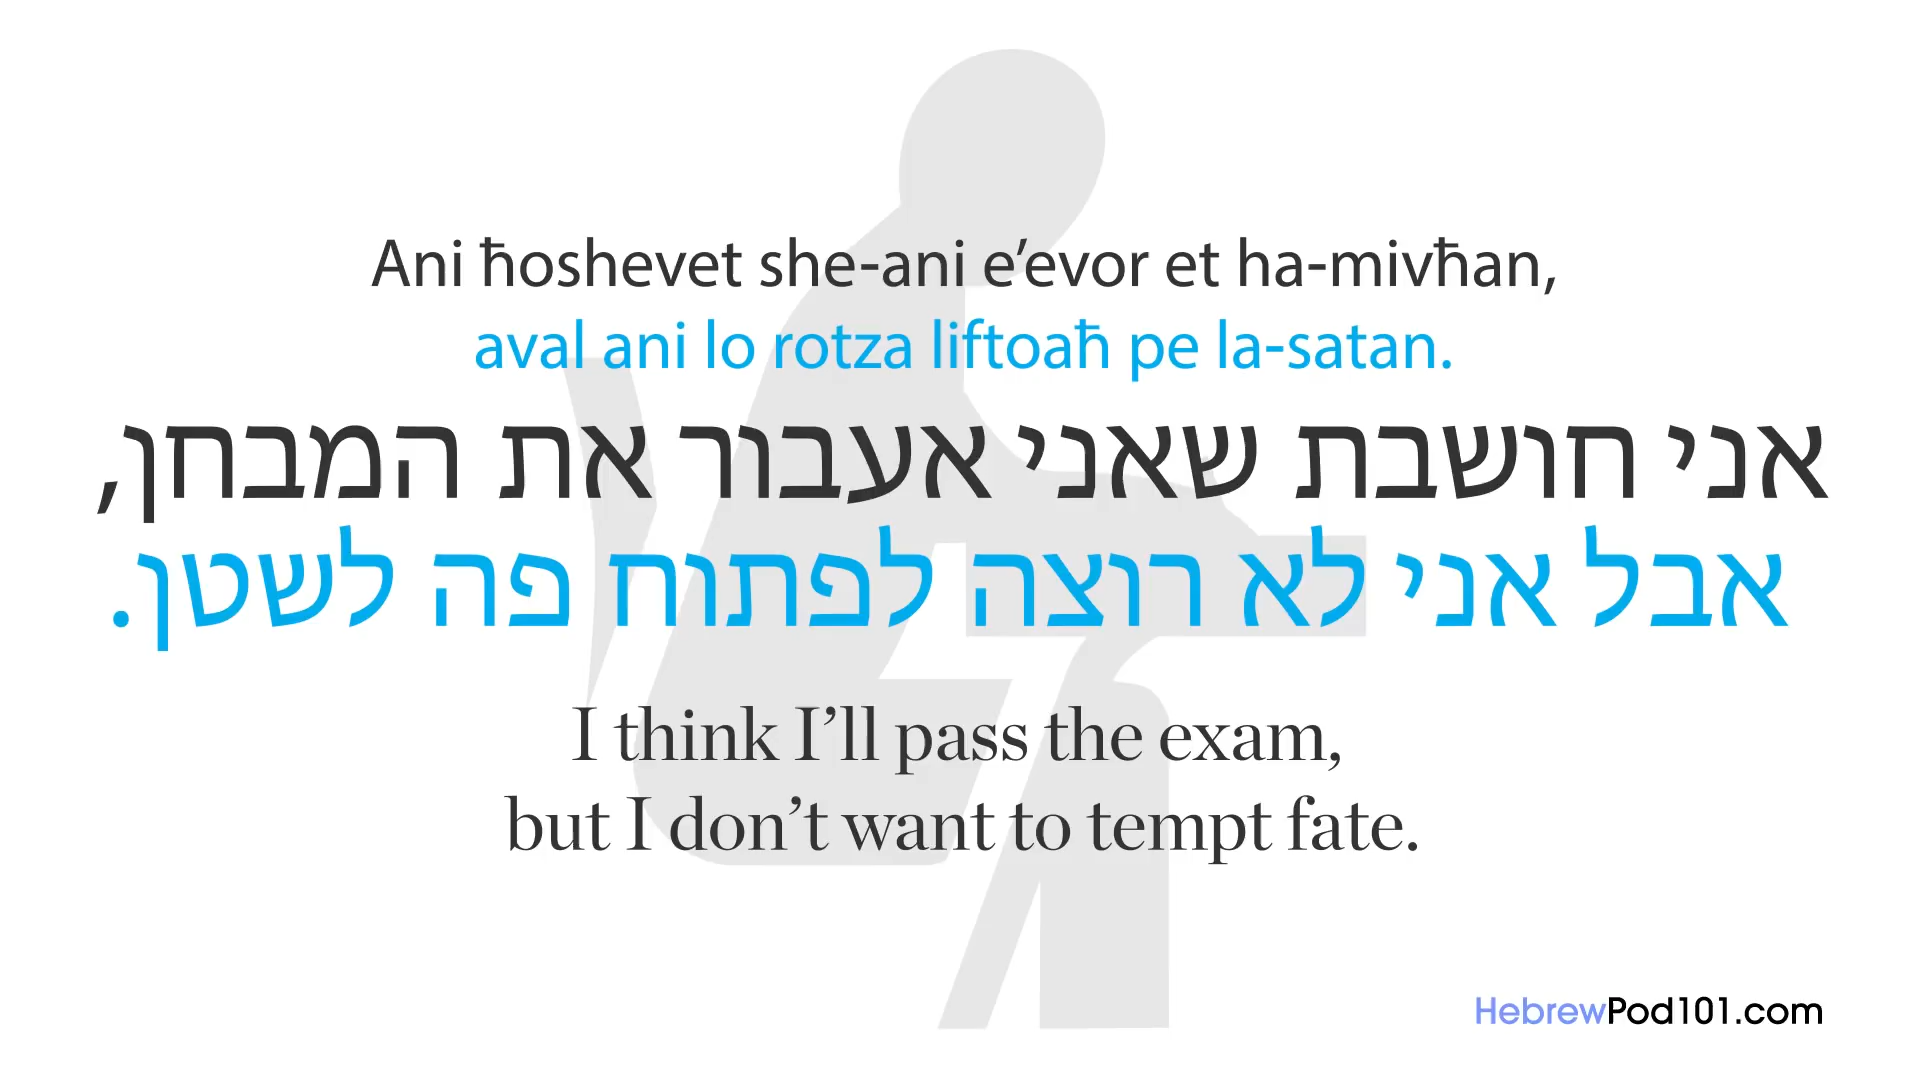 Ani ħoshevet she-ani e’evor et ha-mivħan,
aval ani lo rotza liftoaħ pe la-satan.
אני חושבת שאני אעבור את המבחן,
אבל אני לא רוצה לפתוח פה לשטן.
I think I’ll pass the exam,
but I don’t want to tempt fate.
HebrewPod101.com